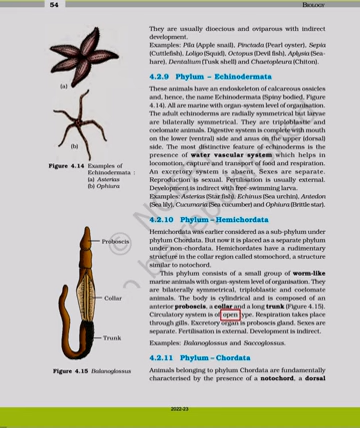 54
BIOLOGY
They are usually dioecious and oviparous with indirect
development.
Examples: Pila (Apple snail), Pinctada (Pearl oyster), Sepia
(Cuttlefish), Loligo (Squid), Octopus (Devil fish), Aplysia (Sea-
hare), Dentalium (Tusk shell) and Chaetopleura (Chiton).
4.2.9 Phylum – Echinodermata
These animals have an endoskeleton of calcareous ossicles
and, hence, the name Echinodermata (Spiny bodied, Figure
4.14). All are marine with organ-system level of organisation.
The adult echinoderms are radially symmetrical but larvae
are bilaterally symmetrical. They are triploblastic and
coelomate animals. Digestive system is complete with mouth
on the lower (ventral) side and anus on the upper (dorsal)
side. The most distinctive feature of echinoderms is the
presence of water vascular system which helps in
locomotion, capture and transport of food and respiration.
An excretory system is absent. Sexes are separate.
Reproduction is sexual. Fertilisation is usually external.
Development is indirect with free-swimming larva.
Examples: Asterias (Star fish), Echinus (Sea urchin), Antedon
(Sea lily), Cucumaria (Sea cucumber) and Ophiura (Brittle star).
4.2.10 Phylum – Hemichordata
Hemichordata was earlier considered as a sub-phylum under
phylum Chordata. But now it is placed as a separate phylum
under non-chordata. Hemichordates have a rudimentary
structure in the collar region called stomochord, a structure
similar to notochord.
This phylum consists of a small group of worm-like
marine animals with organ-system level of organisation. They
are bilaterally symmetrical, triploblastic and coelomate
animals. The body is cylindrical and is composed of an
anterior proboscis, a collar and a long trunk (Figure 4.15).
Circulatory system is of open type. Respiration takes place
through gills. Excretory organ is proboscis gland. Sexes are
separate. Fertilisation is external. Development is indirect.
Examples: Balanoglossus and Saccoglossus.
4.2.11 Phylum – Chordata
Animals belonging to phylum Chordata are fundamentally
characterised by the presence of a notochord, a dorsal
(a)
(b)
Figure 4.14 Examples of
Echinodermata :
(a) Asterias
(b) Ophiura
Proboscis
Collar
Trunk
Figure 4.15 Balanoglossus
2022-23